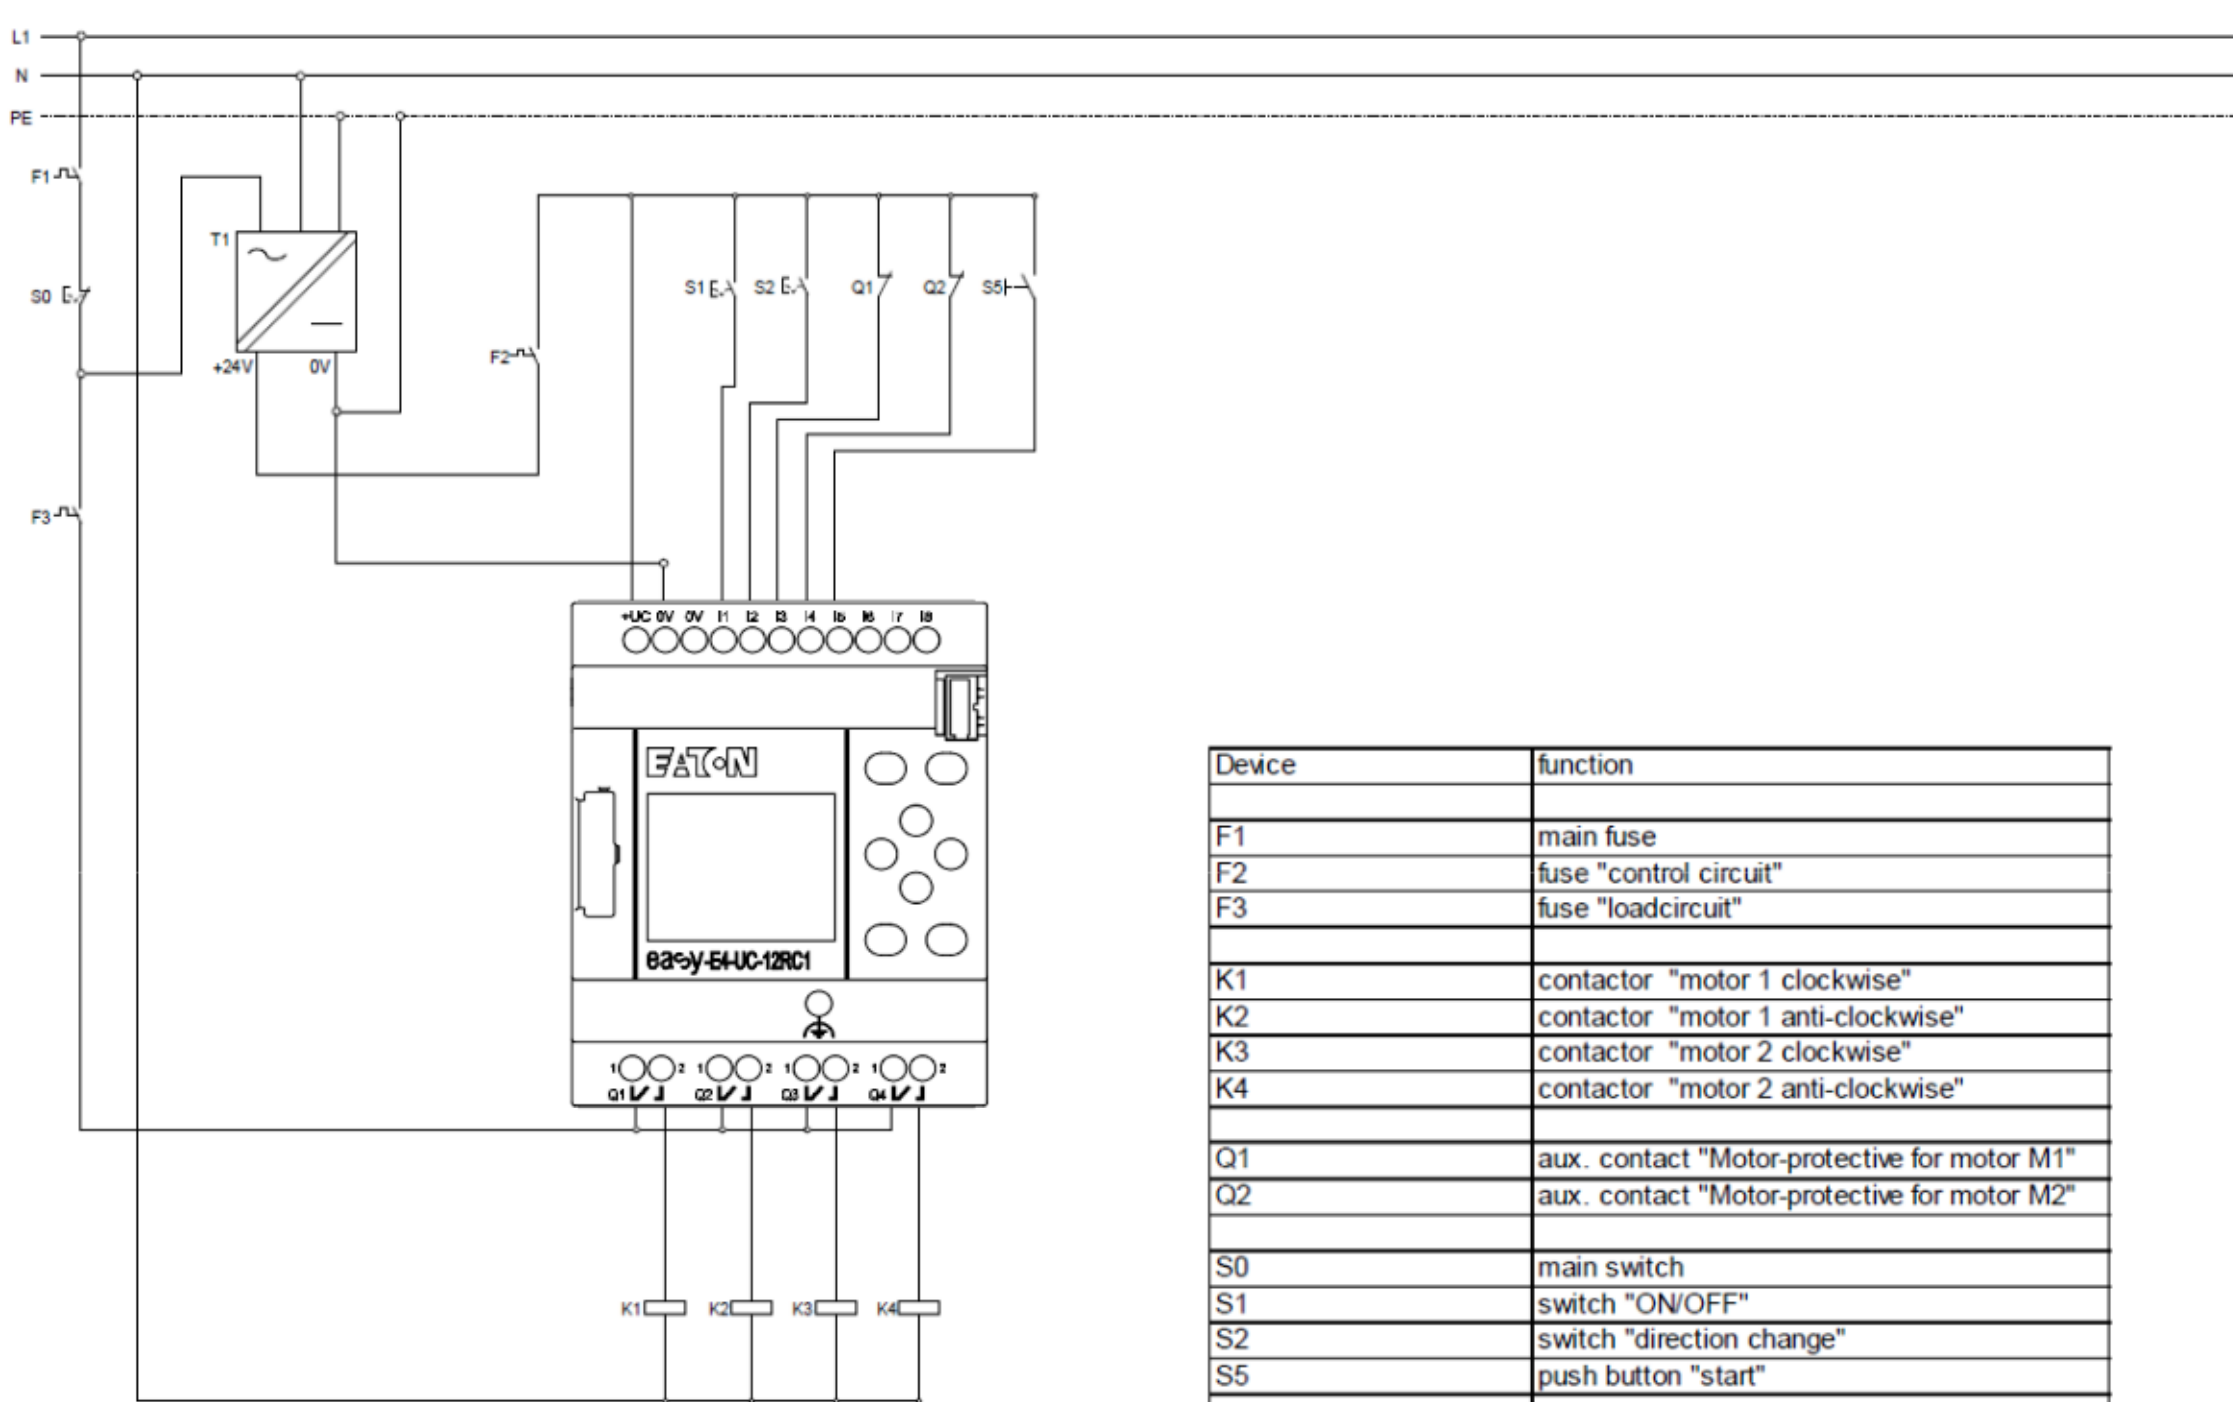 L1
N
PE
F1
T1
S0
S1 S2 Q1 Q2 S5
F2
+24V 0V
F3
+UC 0V 0V I1 I2 I3 I4 I5 I6 I7 I8
EATON
easy-E4-UC-12RC1
1 2 1 2 1 2 1 2
Q1 Q2 Q3 Q4
K1 K2 K3 K4
Device function
F1 main fuse
F2 fuse "control circuit"
F3 fuse "loadcircuit"
K1 contactor "motor 1 clockwise"
K2 contactor "motor 1 anti-clockwise"
K3 contactor "motor 2 clockwise"
K4 contactor "motor 2 anti-clockwise"
Q1 aux. contact "Motor-protective for motor M1"
Q2 aux. contact "Motor-protective for motor M2"
S0 main switch
S1 switch "ON/OFF"
S2 switch "direction change"
S5 push button "start"